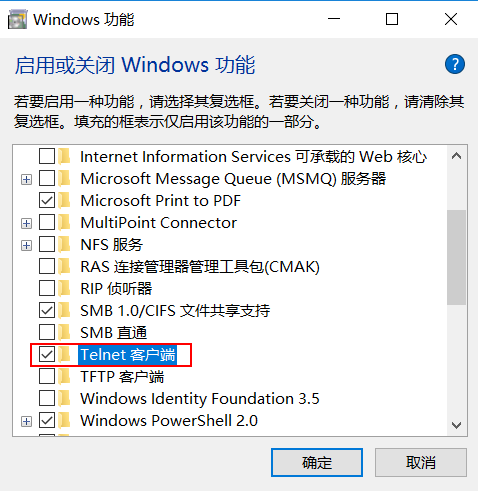 Windows 功能
启用或关闭 Windows 功能
?
若要启用一种功能，请选择其复选框。若要关闭一种功能，请清除其
复选框。填充的框表示仅启用该功能的一部分。
Internet Information Services 可承载的 Web 核心
Microsoft Message Queue (MSMQ) 服务器
Microsoft Print to PDF
MultiPoint Connector
NFS 服务
RAS 连接管理器管理工具包(CMAK)
RIP 侦听器
SMB 1.0/CIFS 文件共享支持
SMB 直通
Telnet 客户端
TFTP 客户端
Windows Identity Foundation 3.5
Windows PowerShell 2.0
确定
取消